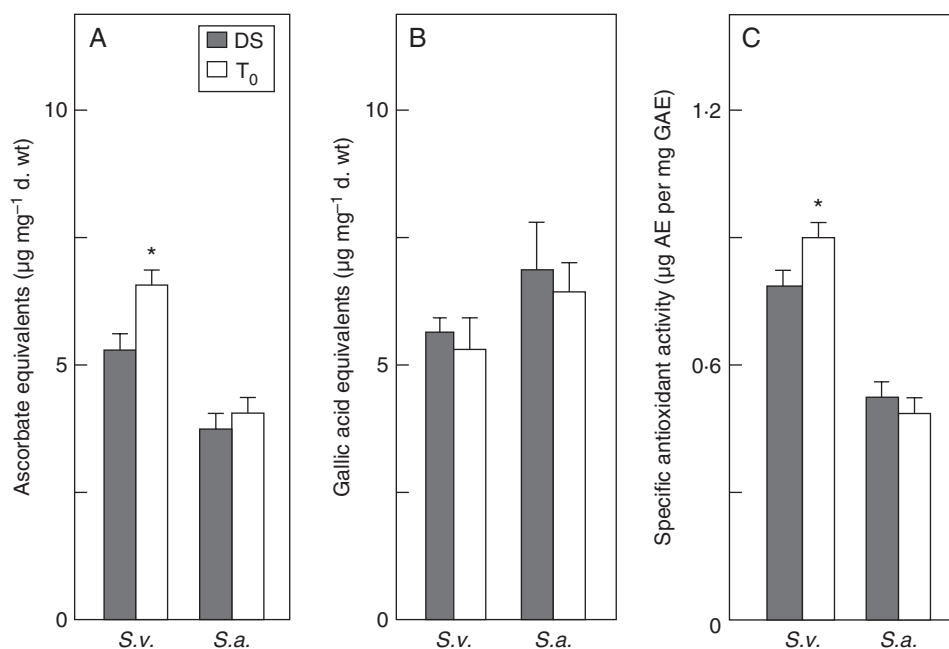 A
DS
T₀
Ascorbate equivalents (µg mg⁻¹ d. wt)
10
5
0
S.v.
S.a.
*
B
Gallic acid equivalents (µg mg⁻¹ d. wt)
10
5
0
S.v.
S.a.
C
Specific antioxidant activity (µg AE per mg GAE)
1·2
0·6
0
S.v.
S.a.
*